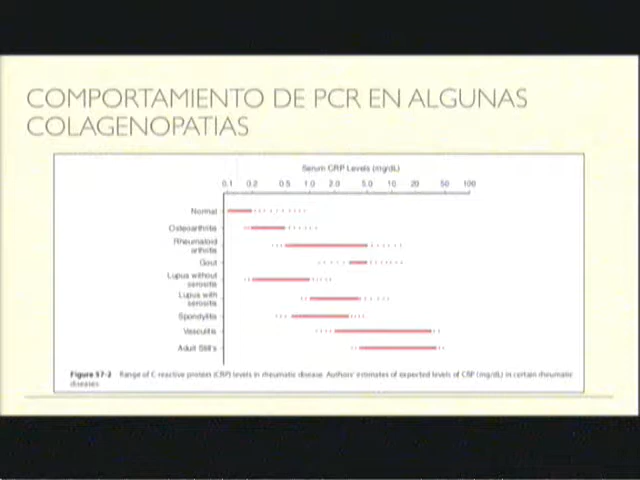 COMPORTAMIENTO DE PCR EN ALGUNAS
COLAGENOPATIAS
Serum CRP Levels (mg/dL)
0.1 0.2 0.5 1.0 2.0 5.0 10 20 50 100
Normal
Osteoarthritis
Rheumatoid
arthritis
Gout
Lupus without
serositis
Lupus with
serositis
Spondylitis
Vasculitis
Adult Still's
Figure 57-2 Range of C-reactive protein (CRP) levels in rheumatic disease. Authors' estimates of expected levels of CRP (mg/dL) in certain rheumatic
diseases.